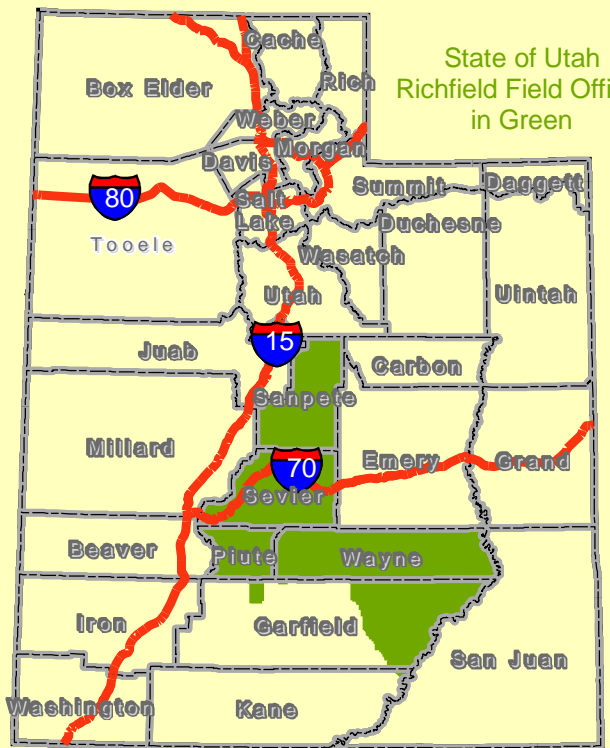 State of Utah
Richfield Field Offi
in Green
Cache
Box Elder
Rich
Weber
Morgan
Davis
80
Summit
Daggett
Salt
Lake
Duchesne
Tooele
Wasatch
Utah
Uintah
15
Juab
Carbon
Sanpete
Millard
70
Emery
Grand
Sevier
Beaver
Piute
Wayne
Iron
Garfield
San Juan
Washington
Kane